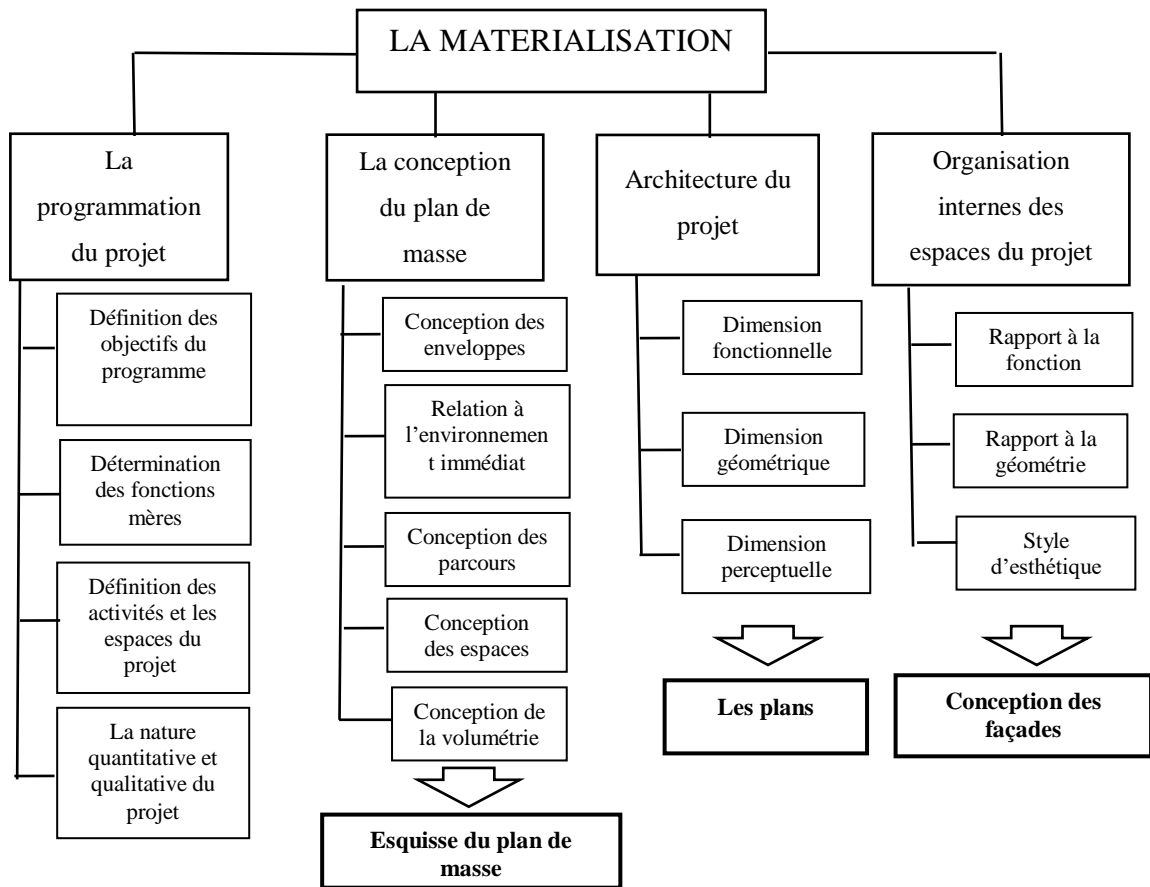 LA MATERIALISATION
La
programmation
du projet
Définition des
objectifs du
programme
Détermination
des fonctions
mères
Définition des
activités et les
espaces du
projet
La nature
quantitative et
qualitative du
projet
La conception
du plan de
masse
Conception des
enveloppes
Relation à
l’environnemen
t immédiat
Conception des
parcours
Conception
des espaces
Conception de
la volumétrie
Esquisse du plan de
masse
Architecture du
projet
Dimension
fonctionnelle
Dimension
géométrique
Dimension
perceptuelle
Les plans
Organisation
internes des
espaces du projet
Rapport à la
fonction
Rapport à la
géométrie
Style
d’esthétique
Conception des
façades